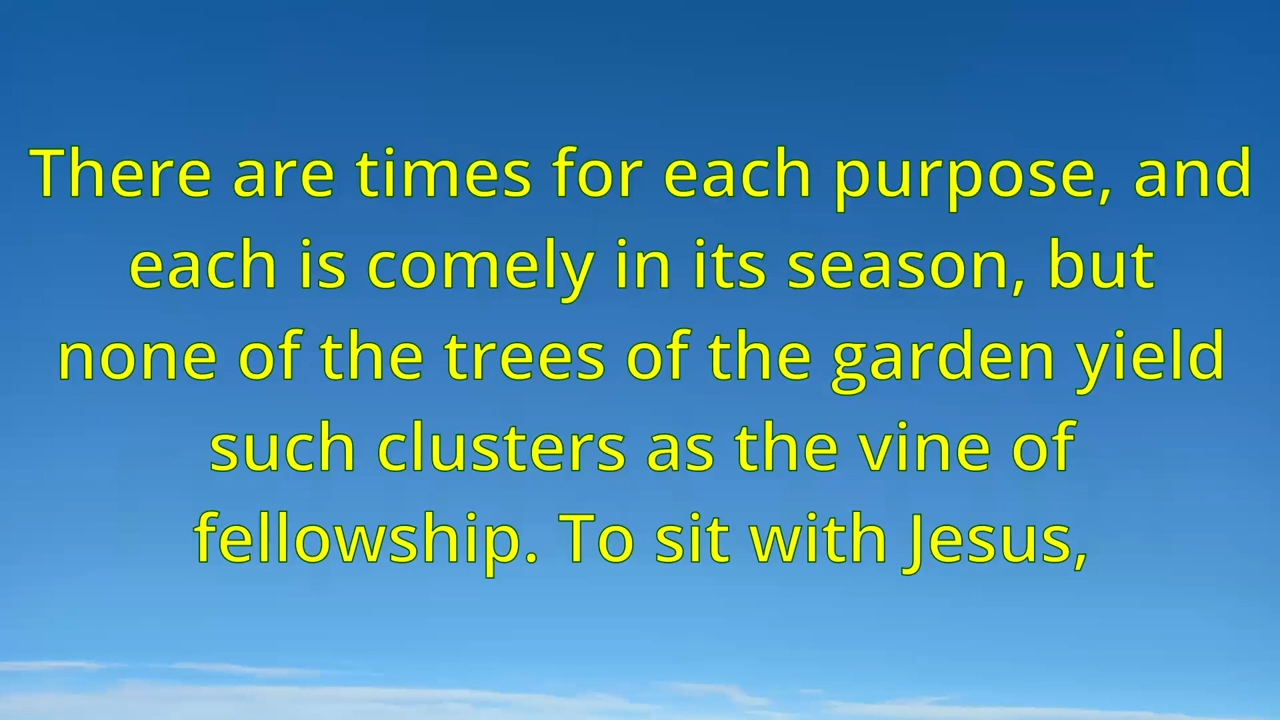 There are times for each purpose, and
each is comely in its season, but
none of the trees of the garden yield
such clusters as the vine of
fellowship. To sit with Jesus,